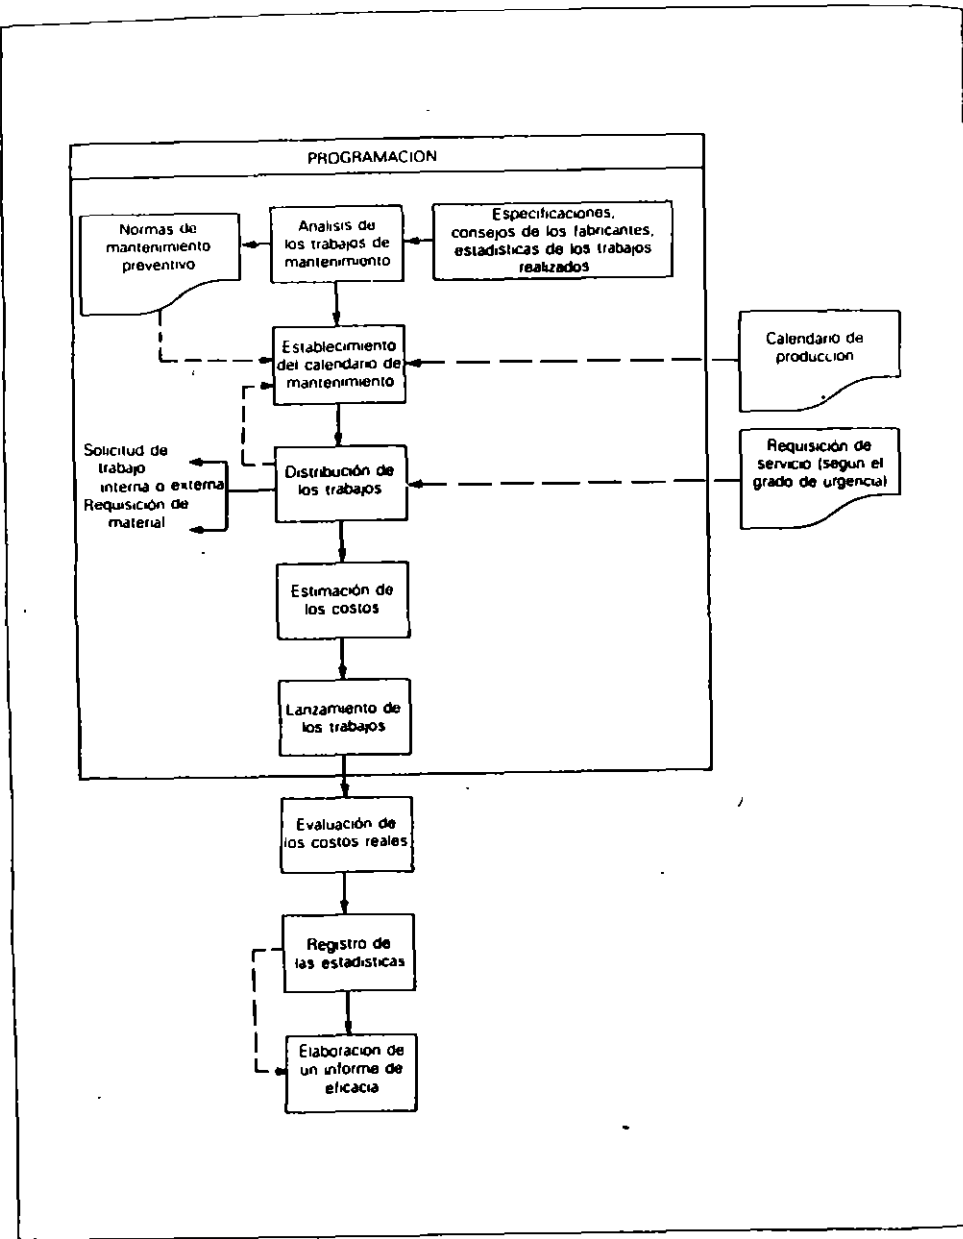 PROGRAMACION
Normas de
mantenimiento
preventivo
Analisis de
los trabajos de
mantenimiento
Especificaciones,
consejos de los fabricantes,
estadisticas de los trabajos
realizados
Establecimiento
del calendario de
mantenimiento
Calendario de
produccion
Solicitud de
trabajo
interna o externa
Requisición de
material
Distribución de
los trabajos
Requisición de
servicio (segun el
grado de urgencia)
Estimación de
los costos
Lanzamiento de
los trabajos
Evaluación de
los costos reales
Registro de
las estadisticas
Elaboracion de
un informe de
eficacia